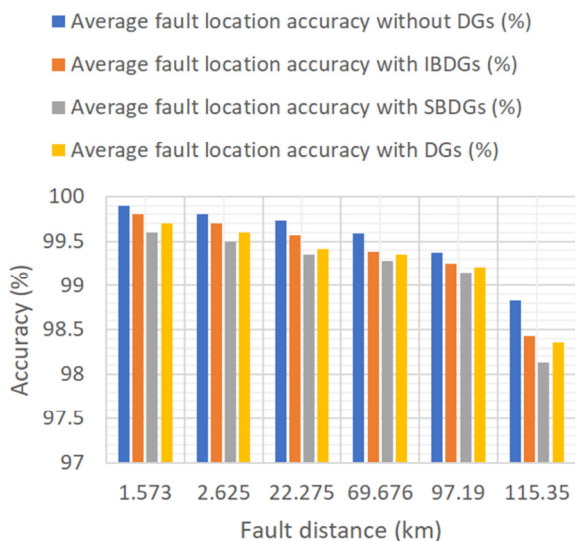 Average fault location accuracy without DGs (%)
Average fault location accuracy with IBDGs (%)
Average fault location accuracy with SBDGs (%)
Average fault location accuracy with DGs (%)
100
99.5
99
98.5
98
97.5
97
Accuracy (%)
1.573 2.625 22.275 69.676 97.19 115.35
Fault distance (km)